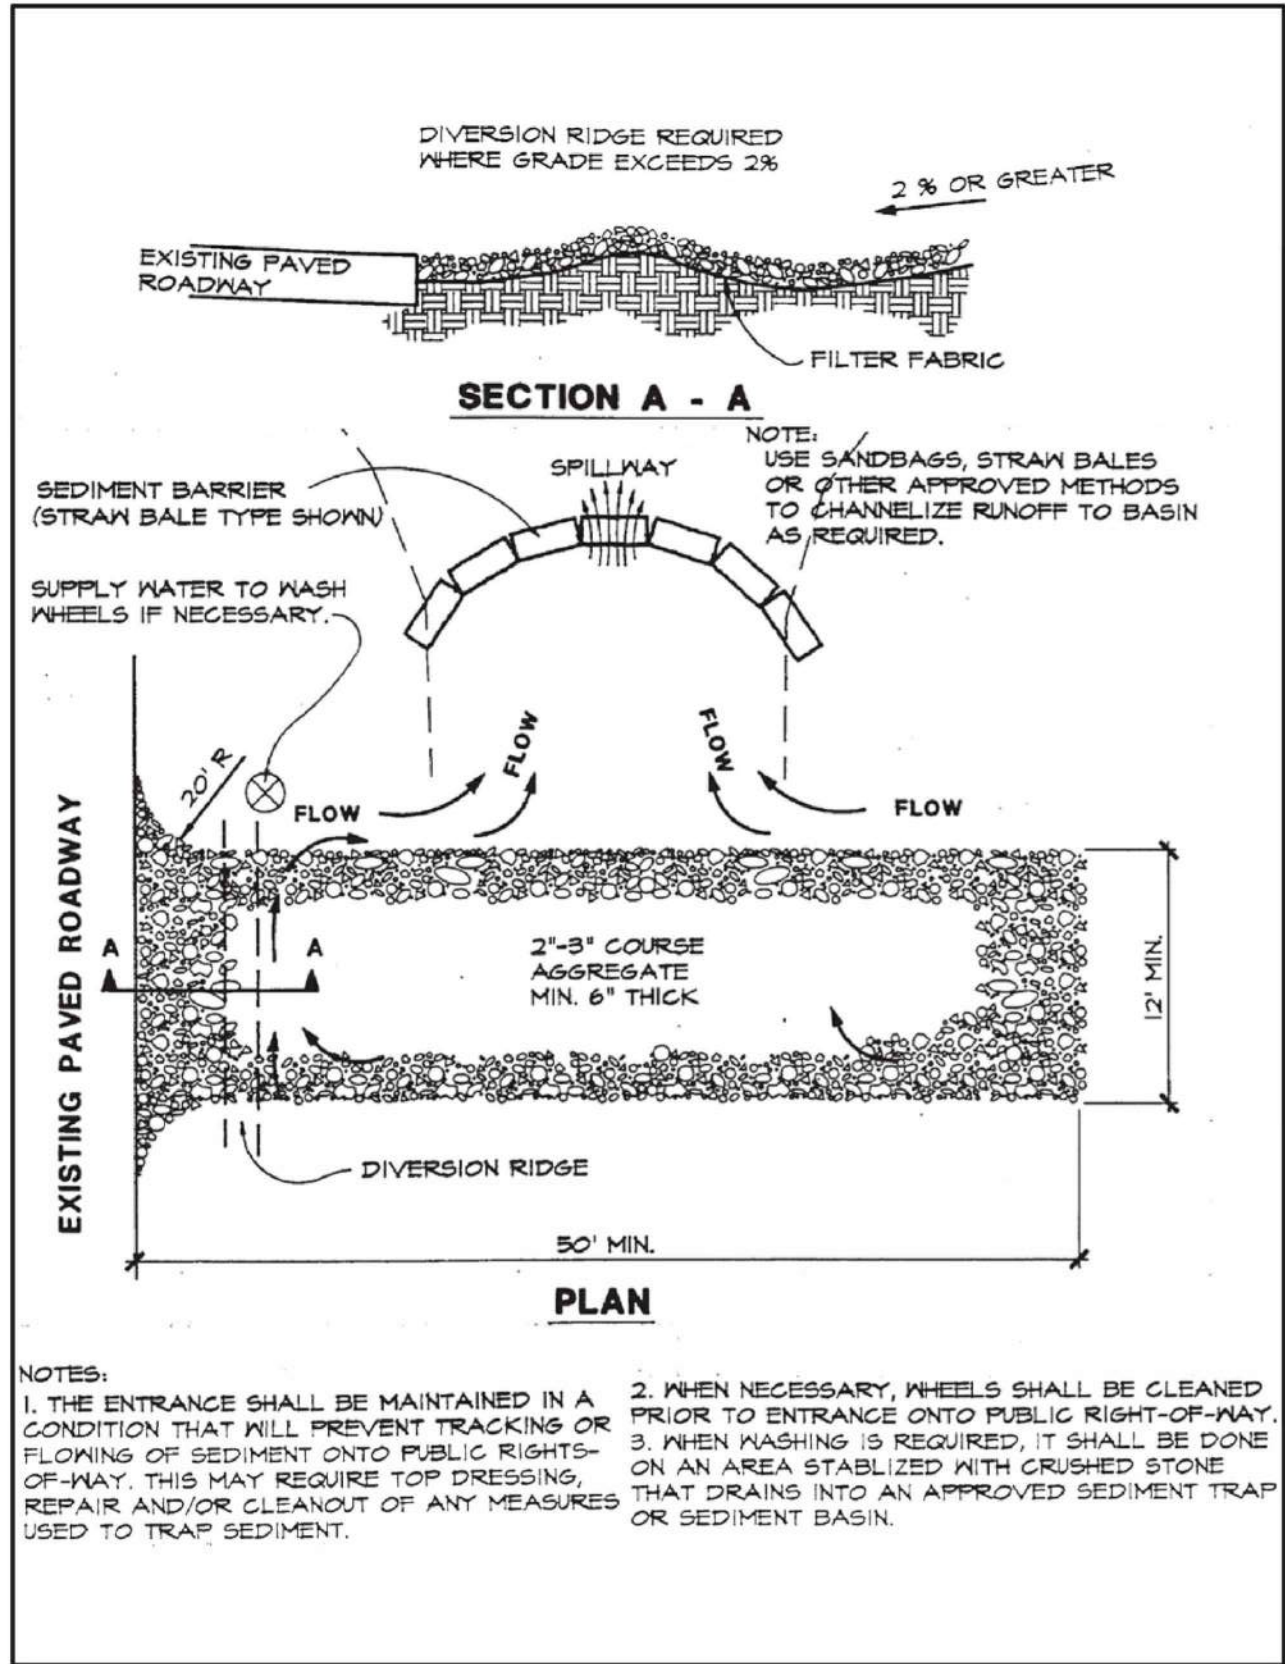 DIVERSION RIDGE REQUIRED
WHERE GRADE EXCEEDS 2%
2 % OR GREATER
EXISTING PAVED
ROADWAY
FILTER FABRIC
SECTION A - A
NOTE:
USE SANDBAGS, STRAW BALES
OR OTHER APPROVED METHODS
TO CHANNELIZE RUNOFF TO BASIN
AS REQUIRED.
SPILLWAY
SEDIMENT BARRIER
(STRAW BALE TYPE SHOWN)
SUPPLY WATER TO WASH
WHEELS IF NECESSARY.
20' R
FLOW
FLOW
FLOW
FLOW
EXISTING PAVED ROADWAY
A
A
2"-3" COURSE
AGGREGATE
MIN. 6" THICK
12' MIN.
DIVERSION RIDGE
50' MIN.
PLAN
NOTES:
1. THE ENTRANCE SHALL BE MAINTAINED IN A
CONDITION THAT WILL PREVENT TRACKING OR
FLOWING OF SEDIMENT ONTO PUBLIC RIGHTS-
OF-WAY. THIS MAY REQUIRE TOP DRESSING,
REPAIR AND/OR CLEANOUT OF ANY MEASURES
USED TO TRAP SEDIMENT.
2. WHEN NECESSARY, WHEELS SHALL BE CLEANED
PRIOR TO ENTRANCE ONTO PUBLIC RIGHT-OF-WAY.
3. WHEN WASHING IS REQUIRED, IT SHALL BE DONE
ON AN AREA STABLIZED WITH CRUSHED STONE
THAT DRAINS INTO AN APPROVED SEDIMENT TRAP
OR SEDIMENT BASIN.